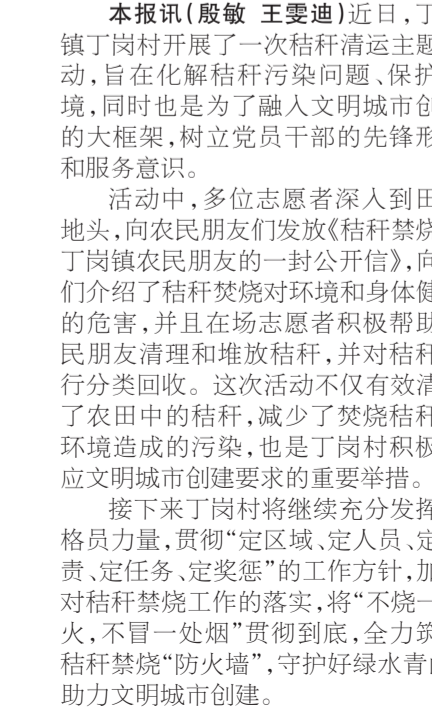 本报讯(殷敏 王雯迪)近日,丁
镇丁岗村开展了一次秸秆清运主题
动,旨在化解秸秆污染问题、保护
境,同时也是为了融入文明城市创
的大框架,树立党员干部的先锋形
和服务意识。
活动中,多位志愿者深入到田
地头,向农民朋友们发放《秸秆禁烧
丁岗镇农民朋友的一封公开信》,向
们介绍了秸秆焚烧对环境和身体健
的危害,并且在场志愿者积极帮助
民朋友清理和堆放秸秆,并对秸秆
行分类回收。这次活动不仅有效清
了农田中的秸秆,减少了焚烧秸秆
环境造成的污染,也是丁岗村积极
应文明城市创建要求的重要举措。
接下来丁岗村将继续充分发挥
格员力量,贯彻“定区域、定人员、定
责、定任务、定奖惩”的工作方针,加
对秸秆禁烧工作的落实,将“不烧一
火,不冒一处烟”贯彻到底,全力筑
秸秆禁烧“防火墙”,守护好绿水青山
助力文明城市创建。